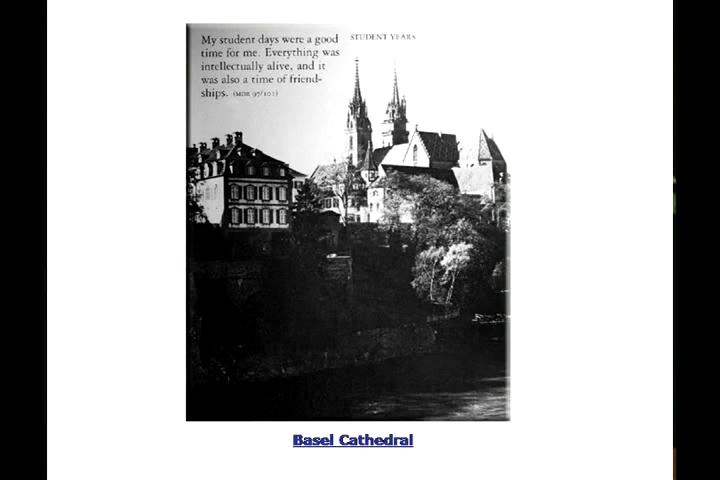 My student days were a good
time for me. Everything was
intellectually alive, and it
was also a time of friend-
ships. (MDR 97/101)
STUDENT YEARS
Basel Cathedral